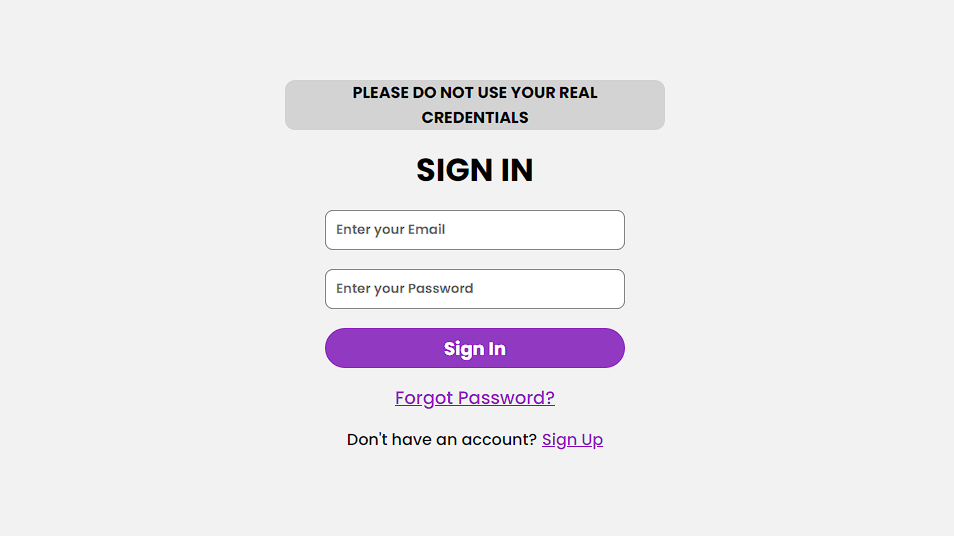 PLEASE DO NOT USE YOUR REAL
CREDENTIALS
SIGN IN
Enter your Email
Enter your Password
Sign In
Forgot Password?
Don't have an account? Sign Up